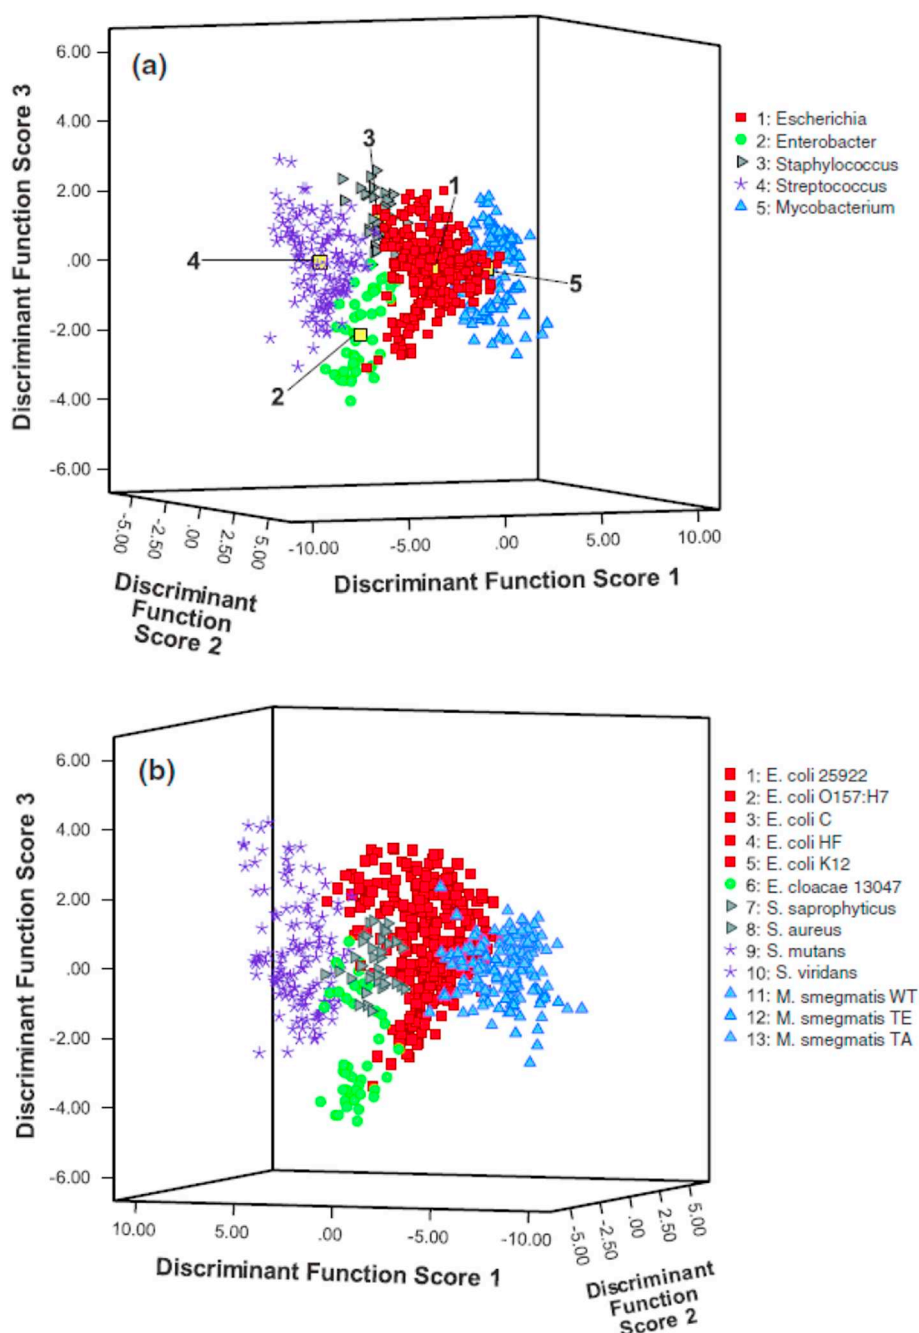 (a)
Discriminant Function Score 3
6.00
4.00
2.00
.00
-2.00
-4.00
-6.00
3
1
4
5
2
1: Escherichia
2: Enterobacter
3: Staphylococcus
4: Streptococcus
5: Mycobacterium
-5.00
-2.50
.00
2.50
5.00
Discriminant
Function
Score 2
-10.00
-5.00
.00
5.00
10.00
Discriminant Function Score 1
(b)
Discriminant Function Score 3
6.00
4.00
2.00
.00
-2.00
-4.00
-6.00
1: E. coli 25922
2: E. coli O157:H7
3: E. coli C
4: E. coli HF
5: E. coli K12
6: E. cloacae 13047
7: S. saprophyticus
8: S. aureus
9: S. mutans
10: S. viridans
11: M. smegmatis WT
12: M. smegmatis TE
13: M. smegmatis TA
10.00
5.00
.00
-5.00
-10.00
Discriminant Function Score 1
-5.00
-2.50
.00
2.50
5.00
Discriminant
Function
Score 2